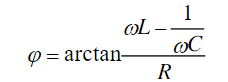 φ = arctan (ωL − 1/(ωC)) / R